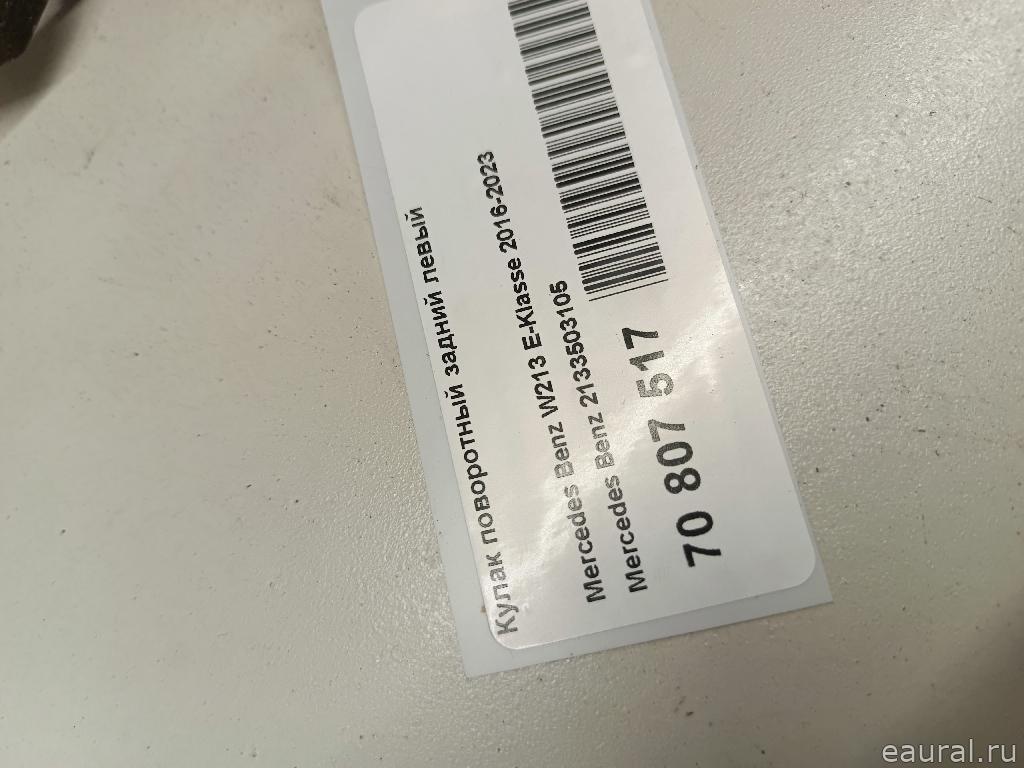 Кулак поворотный задний левый
Mercedes Benz W213 E-Klasse 2016-2023
Mercedes Benz 2133503105
70 807 517
eaural.ru